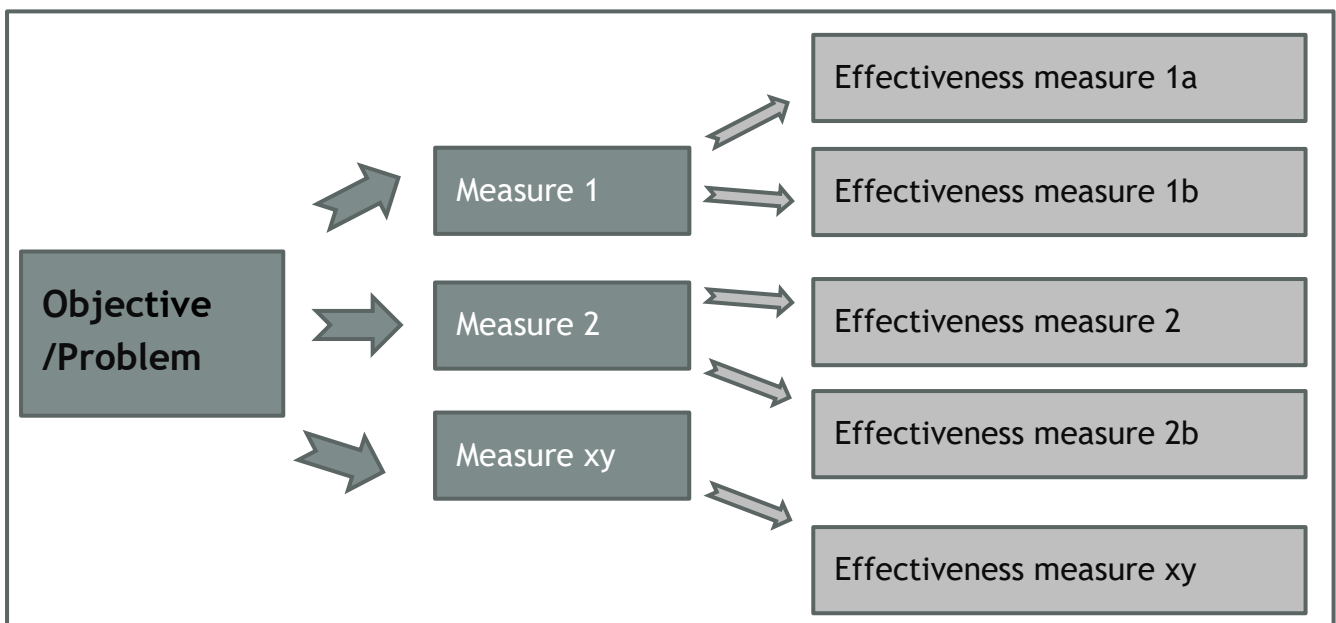 Effectiveness measure 1a
Measure 1
Effectiveness measure 1b
Objective
/Problem
Measure 2
Effectiveness measure 2
Effectiveness measure 2b
Measure xy
Effectiveness measure xy